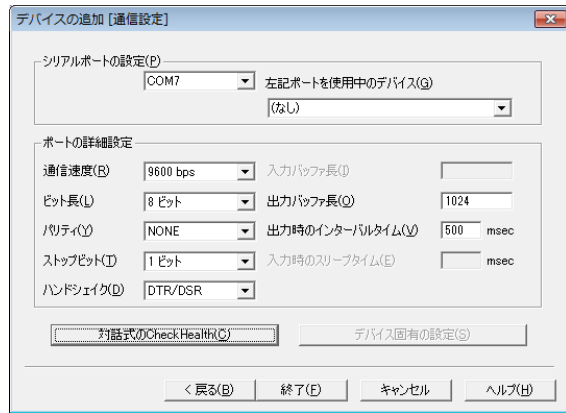 デバイスの追加 [通信設定]
シリアルポートの設定(P)
COM7
左記ポートを使用中のデバイス(G)
(なし)
ポートの詳細設定
通信速度(R) 9600 bps 入力バッファ長(I)
ビット長(L) 8 ビット 出力バッファ長(O) 1024
パリティ(Y) NONE 出力時のインターバルタイム(V) 500 msec
ストップビット(T) 1 ビット 入力時のスリープタイム(E) msec
ハンドシェイク(D) DTR/DSR
対話式のCheckHealth(C) デバイス固有の設定(S)
< 戻る(B) 終了(F) キャンセル ヘルプ(H)